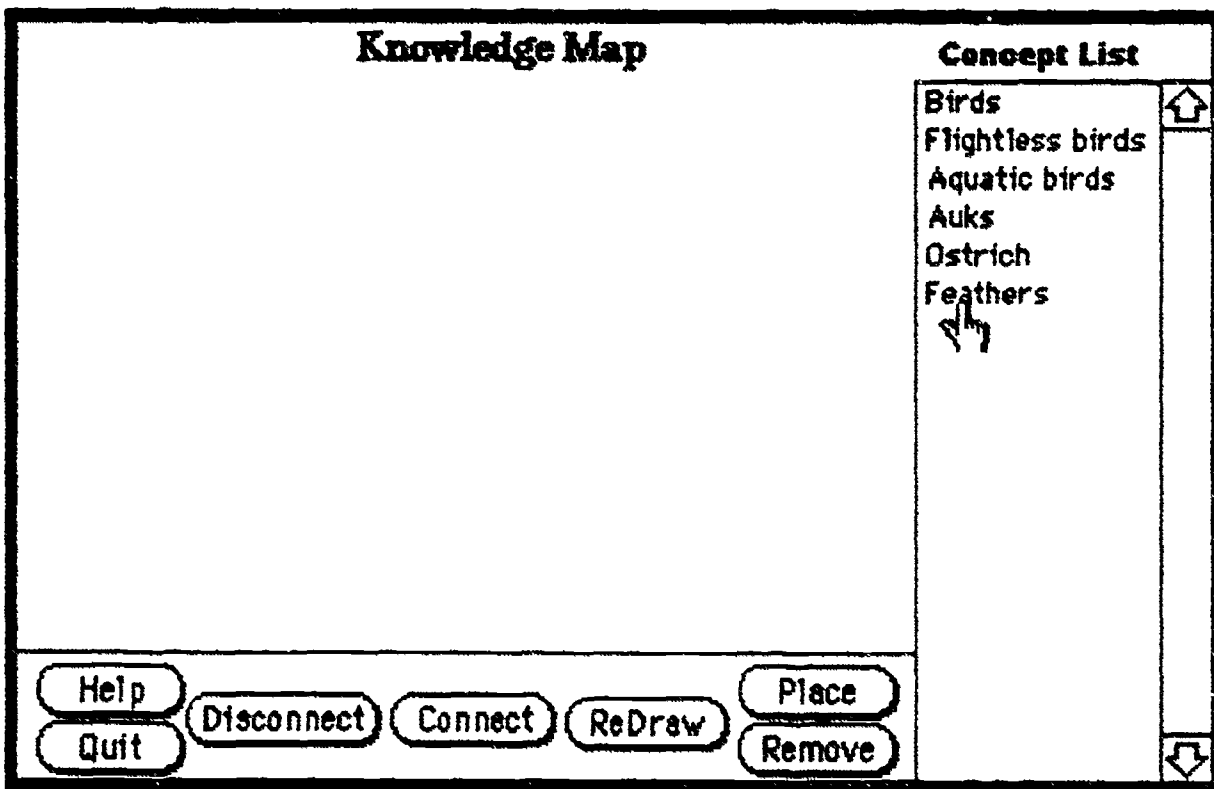 Knowledge Map
Concept List
Birds
Flightless birds
Aquatic birds
Auks
Ostrich
Feathers
Help
Quit
Disconnect
Connect
ReDraw
Place
Remove